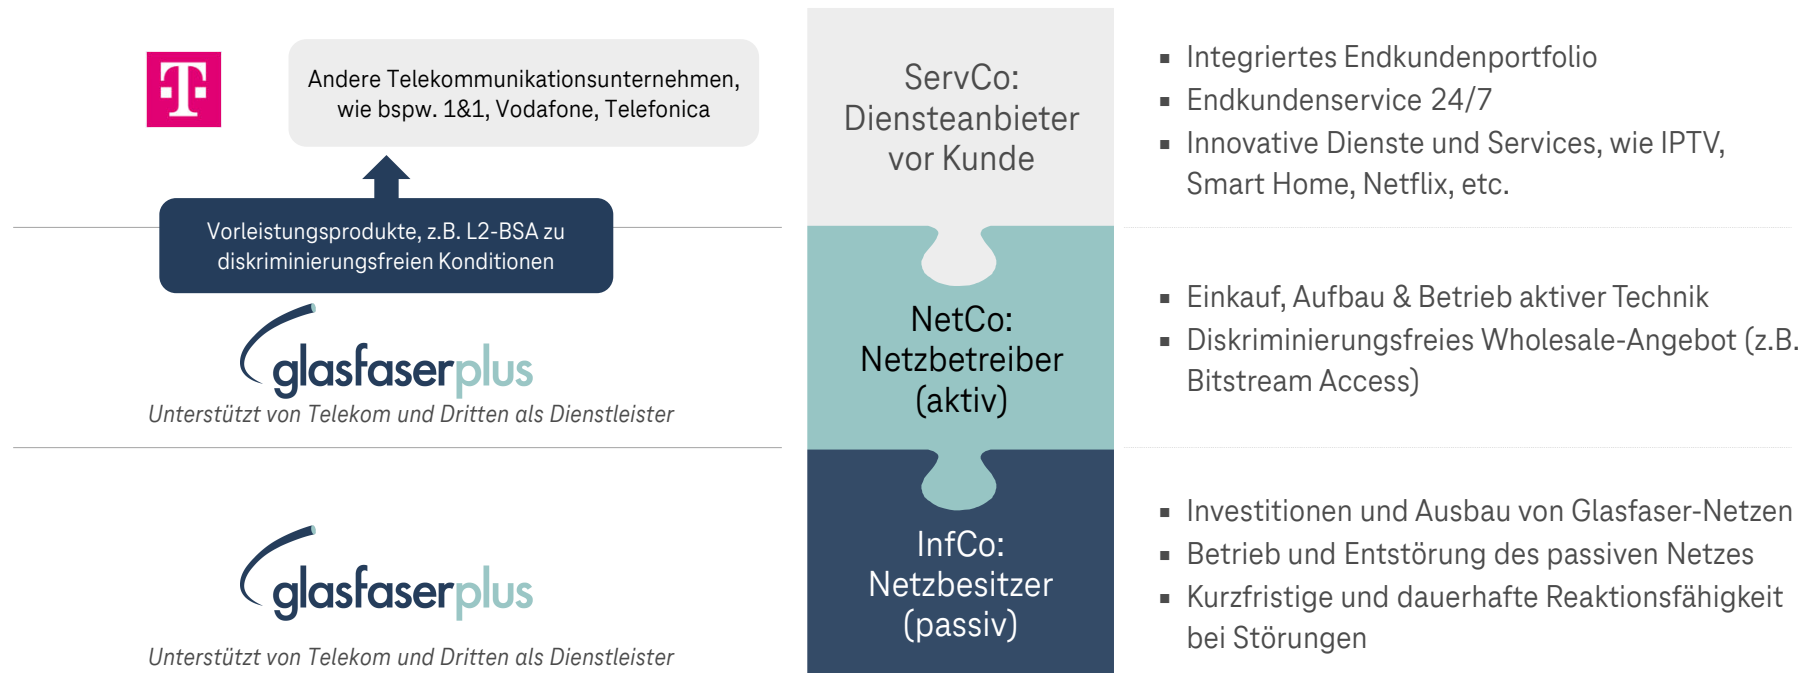 T
Andere Telekommunikationsunternehmen,
wie bspw. 1&1, Vodafone, Telefonica
Vorleistungsprodukte, z.B. L2-BSA zu
diskriminierungsfreien Konditionen
glasfaserplus
Unterstützt von Telekom und Dritten als Dienstleister
glasfaserplus
Unterstützt von Telekom und Dritten als Dienstleister
ServCo:
Diensteanbieter
vor Kunde
NetCo:
Netzbetreiber
(aktiv)
InfCo:
Netzbesitzer
(passiv)
▪ Integriertes Endkundenportfolio
▪ Endkundenservice 24/7
▪ Innovative Dienste und Services, wie IPTV,
Smart Home, Netflix, etc.
▪ Einkauf, Aufbau & Betrieb aktiver Technik
▪ Diskriminierungsfreies Wholesale-Angebot (z.B.
Bitstream Access)
▪ Investitionen und Ausbau von Glasfaser-Netzen
▪ Betrieb und Entstörung des passiven Netzes
▪ Kurzfristige und dauerhafte Reaktionsfähigkeit
bei Störungen